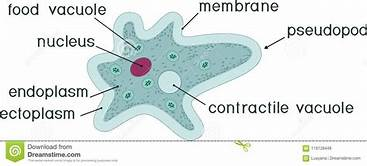 food vacuole
membrane
nucleus
pseudopod
endoplasm
ectoplasm
contractile vacuole
Download from
Dreamstime.com